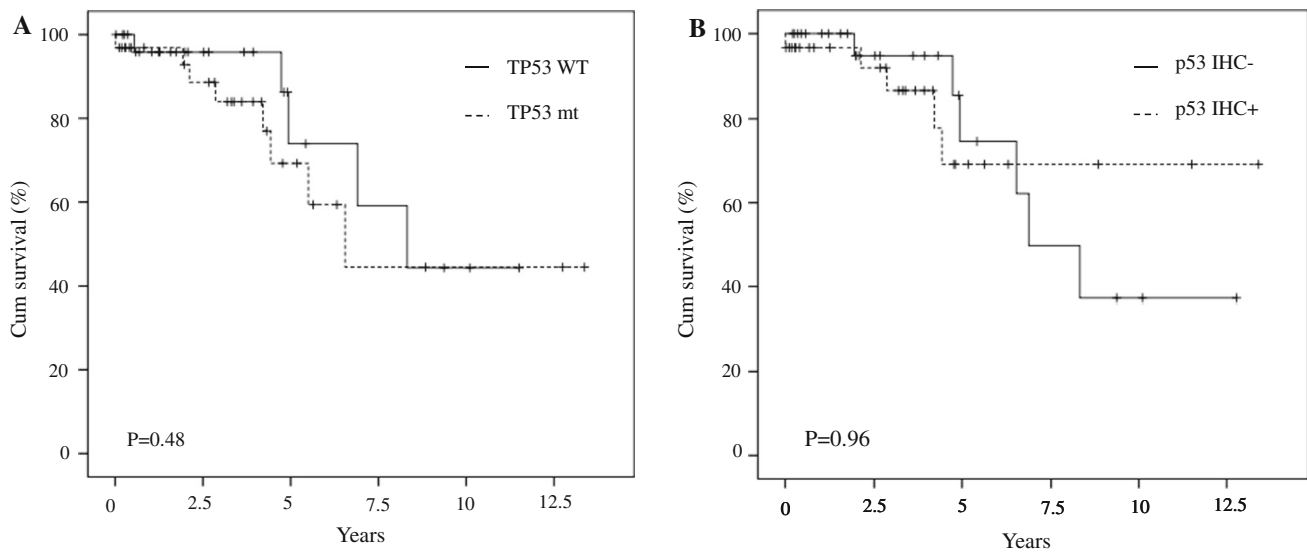 A
100
80
60
40
20
0
Cum survival (%)
TP53 WT
TP53 mt
P=0.48
0 2.5 5 7.5 10 12.5
Years
B
100
80
60
40
20
0
Cum survival (%)
p53 IHC-
p53 IHC+
P=0.96
0 2.5 5 7.5 10 12.5
Years